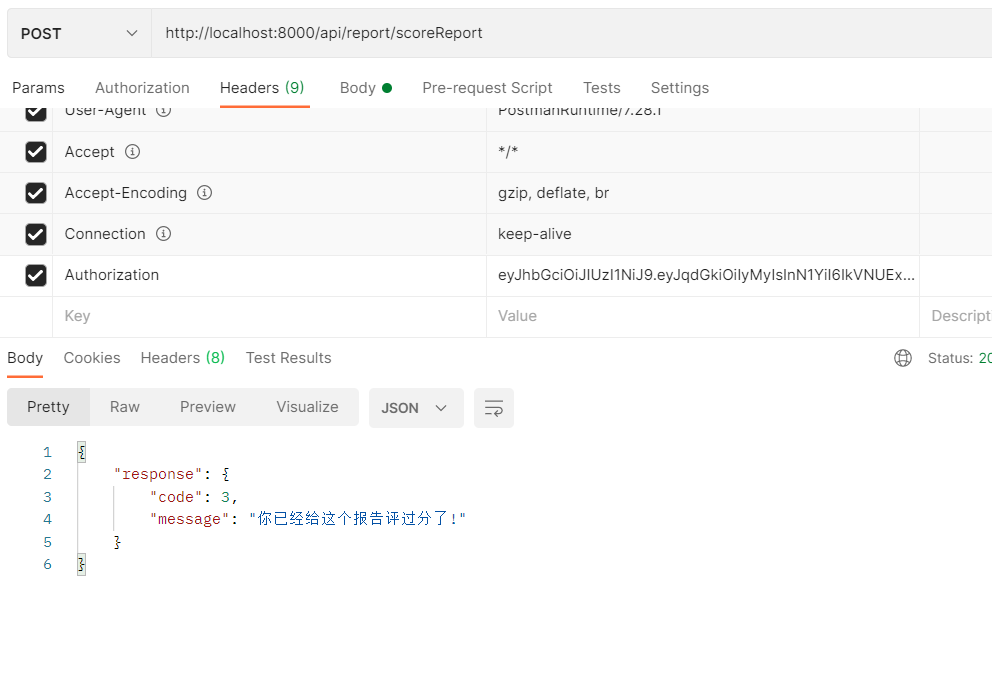 POST http://localhost:8000/api/report/scoreReport
Params Authorization Headers (9) Body Pre-request Script Tests Settings
User-Agent PostmanRuntime/7.28.1
Accept */*
Accept-Encoding gzip, deflate, br
Connection keep-alive
Authorization eyJhbGciOiJIUzI1NiJ9.eyJqdGkiOiIyMyIsInN1YiI6IkVNUEx...
Key Value Descript
Body Cookies Headers (8) Test Results Status: 20
Pretty Raw Preview Visualize JSON
1 {
2 "response": {
3 "code": 3,
4 "message": "你已经给这个报告评过分了!"
5 }
6 }